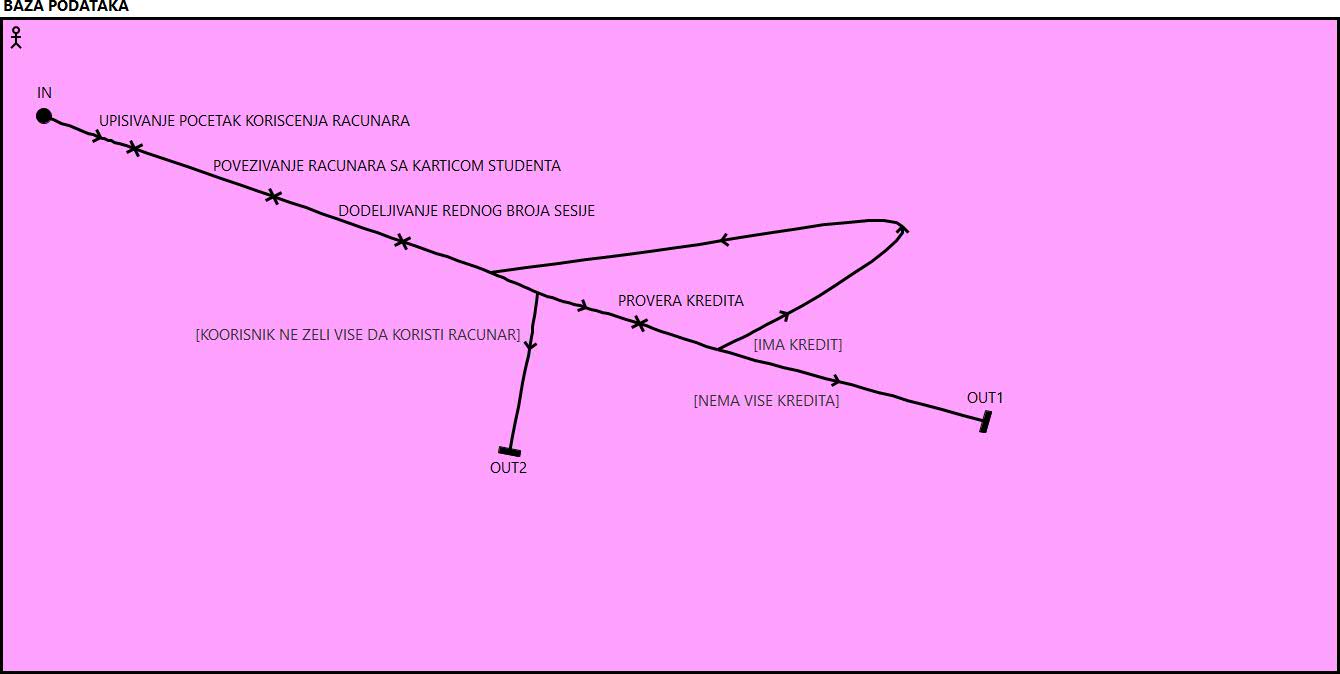 BAZA PODATAKA
IN
UPISIVANJE POCETAK KORISCENJA RACUNARA
POVEZIVANJE RACUNARA SA KARTICOM STUDENTA
DODELJIVANJE REDNOG BROJA SESIJE
PROVERA KREDITA
[KOORISNIK NE ZELI VISE DA KORISTI RACUNAR]
[IMA KREDIT]
[NEMA VISE KREDITA]
OUT1
OUT2